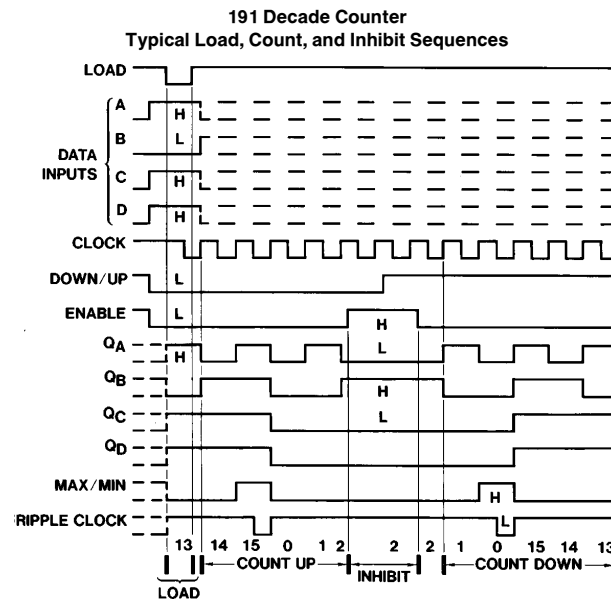 191 Decade Counter
Typical Load, Count, and Inhibit Sequences
LOAD
A
H
B
L
DATA
INPUTS
C
H
D
H
CLOCK
DOWN/UP
L
ENABLE
L
H
QA
H
L
QB
H
QC
L
QD
MAX/MIN
H
RIPPLE CLOCK
L
13 14 15 0 1 2 2 2 1 0 15 14 13
COUNT UP
INHIBIT
COUNT DOWN
LOAD